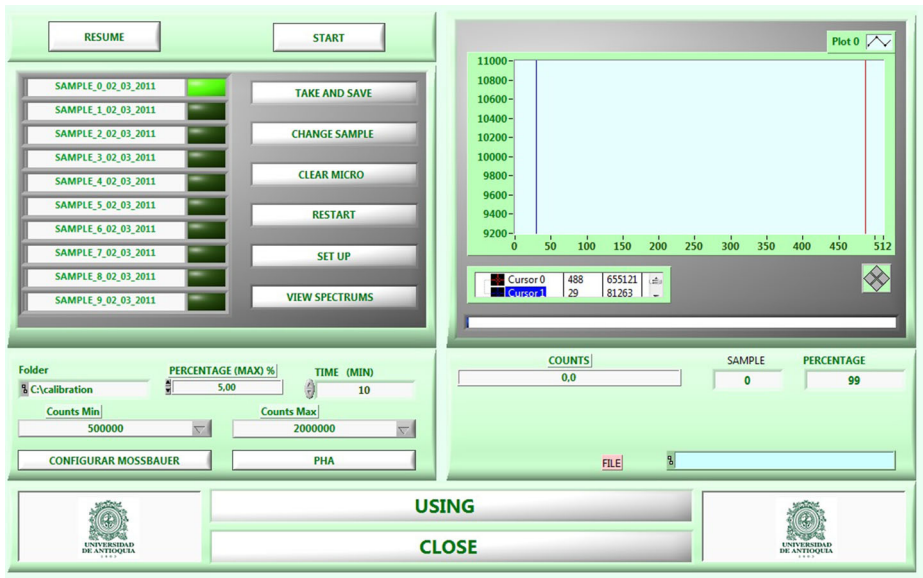 RESUME
START
SAMPLE_0_02_03_2011
SAMPLE_1_02_03_2011
SAMPLE_2_02_03_2011
SAMPLE_3_02_03_2011
SAMPLE_4_02_03_2011
SAMPLE_5_02_03_2011
SAMPLE_6_02_03_2011
SAMPLE_7_02_03_2011
SAMPLE_8_02_03_2011
SAMPLE_9_02_03_2011
TAKE AND SAVE
CHANGE SAMPLE
CLEAR MICRO
RESTART
SET UP
VIEW SPECTRUMS
Plot 0
11000
10800
10600
10400
10200
10000
9800
9600
9400
9200
0 50 100 150 200 250 300 350 400 450 512
Cursor 0 488 655121
Cursor 1 29 81263
Folder
C:\calibration
PERCENTAGE (MAX) %
5,00
TIME (MIN)
10
Counts Min
500000
Counts Max
2000000
CONFIGURAR MOSSBAUER
PHA
COUNTS
0,0
SAMPLE
0
PERCENTAGE
99
FILE
USING
CLOSE
UNIVERSIDAD
DE ANTIOQUIA
UNIVERSIDAD
DE ANTIOQUIA